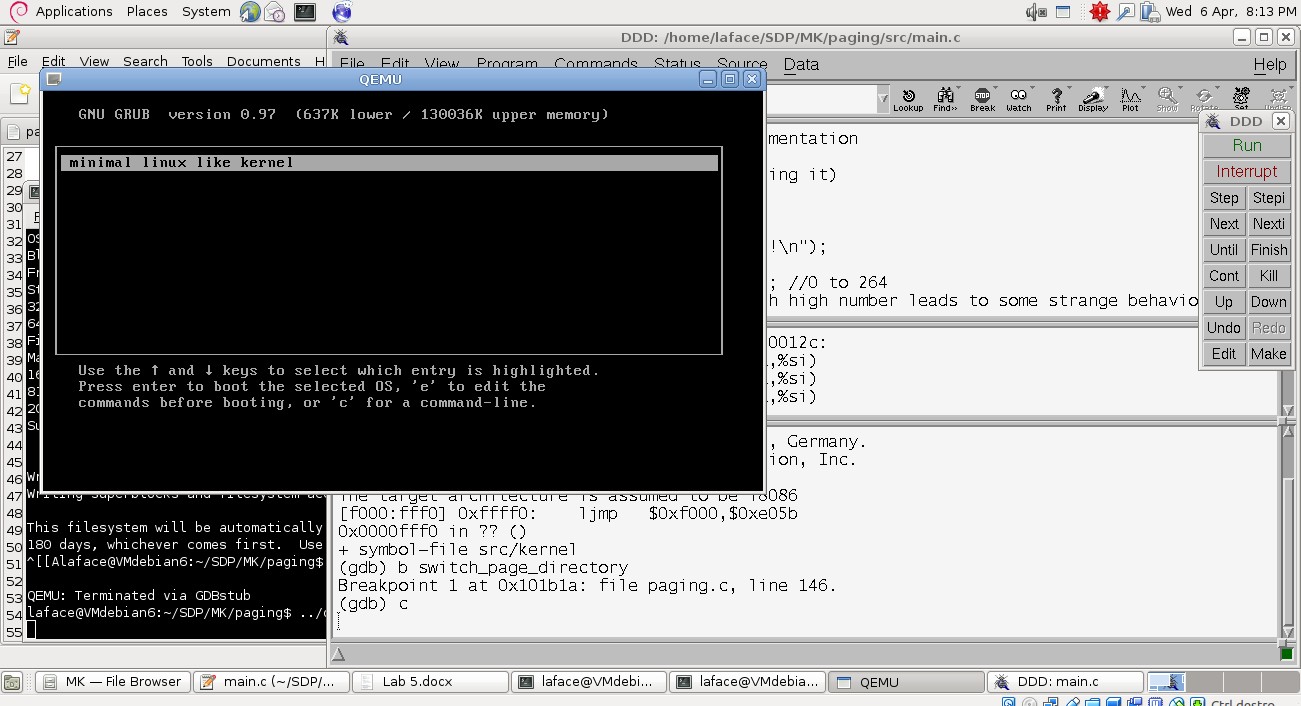 Applications Places System
Wed 6 Apr, 8:13 PM
DDD: /home/laface/SDP/MK/paging/src/main.c
File Edit View Search Tools Documents H
File Edit View Program Commands Status Source Data
Help
QEMU
GNU GRUB version 0.97 (637K lower / 130036K upper memory)
minimal linux like kernel
Use the ↑ and ↓ keys to select which entry is highlighted.
Press enter to boot the selected OS, 'e' to edit the
commands before booting, or 'c' for a command-line.
Lookup Find>> Break Watch Print Display Plot Show Rotate Set Undisp
DDD
Run
Interrupt
Step Stepi
Next Nexti
Until Finish
Cont Kill
Up Down
Undo Redo
Edit Make
mentation
ing it)
!\n");
; //0 to 264
h high number leads to some strange behavio
0012c:
,%si)
,%si)
,%si)
, Germany.
ion, Inc.
The target architecture is assumed to be i8086
[f000:fff0] 0xffff0: ljmp $0xf000,$0xe05b
0x0000fff0 in ?? ()
+ symbol-file src/kernel
(gdb) b switch_page_directory
Breakpoint 1 at 0x101b1a: file paging.c, line 146.
(gdb) c
pa
27
28
29
30
31
32
33
34
35
36
37
38
39
40
41
42
43
44
45
46
47
48
49
50
51
52
53
54
55
F
OS
Bl
Fr
St
32
64
Fi
Ma
16
81
20
Su
Wr
Writing superblocks and filesystem acc
This filesystem will be automatically
180 days, whichever comes first. Use
^[[Alaface@VMdebian6:~/SDP/MK/paging$
QEMU: Terminated via GDBstub
laface@VMdebian6:~/SDP/MK/paging$ ../
MK — File Browser
main.c (~/SDP/...
Lab 5.docx
laface@VMdebi...
laface@VMdebia...
QEMU
DDD: main.c
Ctrl destro